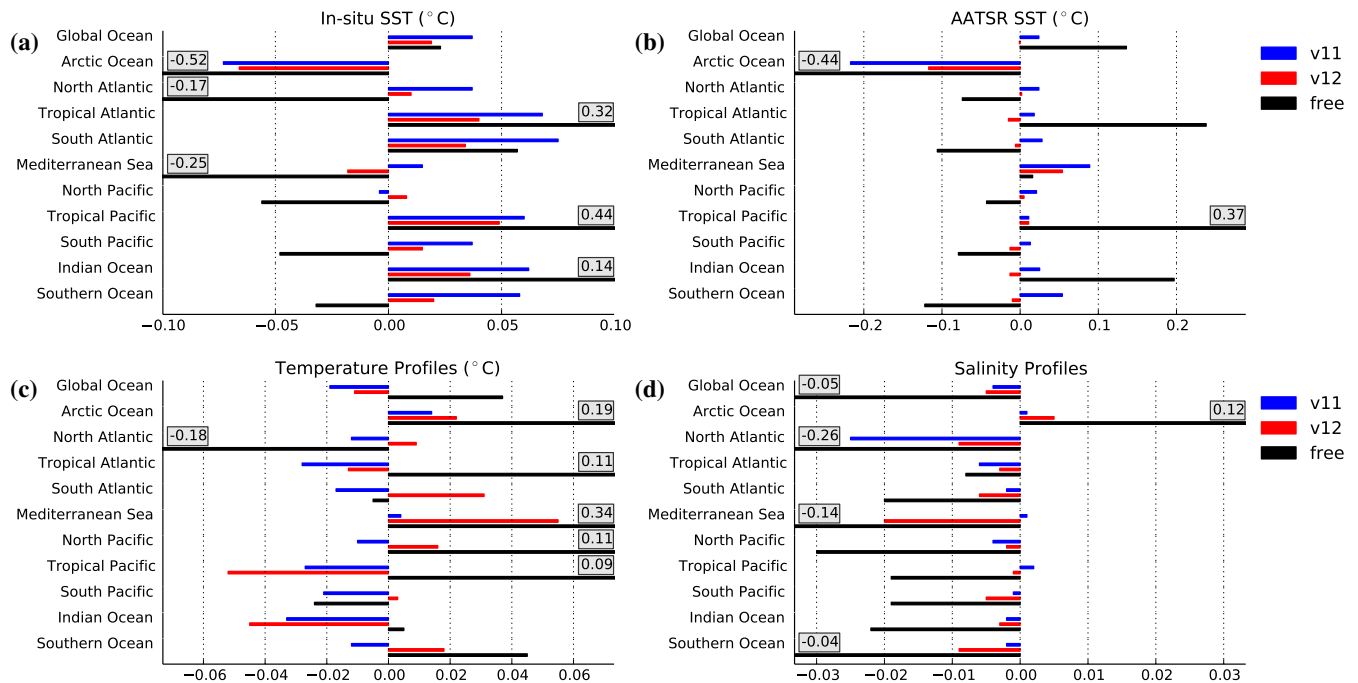 In-situ SST (°C)
(a)
Global Ocean
Arctic Ocean
-0.52
North Atlantic
-0.17
Tropical Atlantic
0.32
South Atlantic
Mediterranean Sea
-0.25
North Pacific
Tropical Pacific
0.44
South Pacific
Indian Ocean
0.14
Southern Ocean
−0.10 −0.05 0.00 0.05 0.10
AATSR SST (°C)
(b)
Global Ocean
Arctic Ocean
-0.44
North Atlantic
Tropical Atlantic
South Atlantic
Mediterranean Sea
North Pacific
Tropical Pacific
0.37
South Pacific
Indian Ocean
Southern Ocean
−0.2 −0.1 0.0 0.1 0.2
v11
v12
free
Temperature Profiles (°C)
(c)
Global Ocean
Arctic Ocean
0.19
North Atlantic
-0.18
Tropical Atlantic
0.11
South Atlantic
Mediterranean Sea
0.34
North Pacific
0.11
Tropical Pacific
0.09
South Pacific
Indian Ocean
Southern Ocean
−0.06 −0.04 −0.02 0.00 0.02 0.04 0.06
Salinity Profiles
(d)
Global Ocean
-0.05
Arctic Ocean
0.12
North Atlantic
-0.26
Tropical Atlantic
South Atlantic
Mediterranean Sea
-0.14
North Pacific
Tropical Pacific
South Pacific
Indian Ocean
Southern Ocean
-0.04
−0.03 −0.02 −0.01 0.00 0.01 0.02 0.03
v11
v12
free